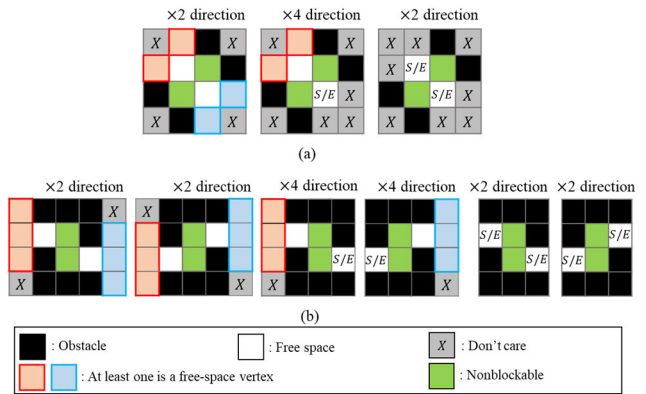 ×2 direction ×4 direction ×2 direction
X X X X X X X
X S/E
S/E X S/E X
X X X X X X X X
(a)
×2 direction ×2 direction ×4 direction ×4 direction ×2 direction ×2 direction
X X
S/E S/E
S/E S/E S/E S/E
X X X X
(b)
: Obstacle : Free space X : Don't care
: At least one is a free-space vertex : Nonblockable